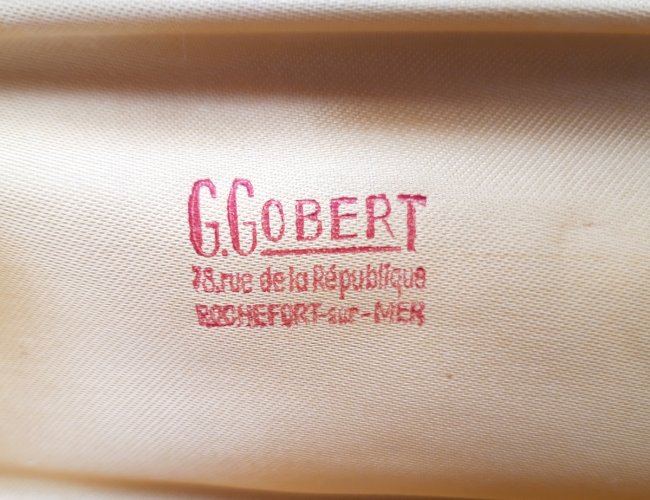 G.GOBERT
78.rue de la République
ROCHEFORT-sur-MER